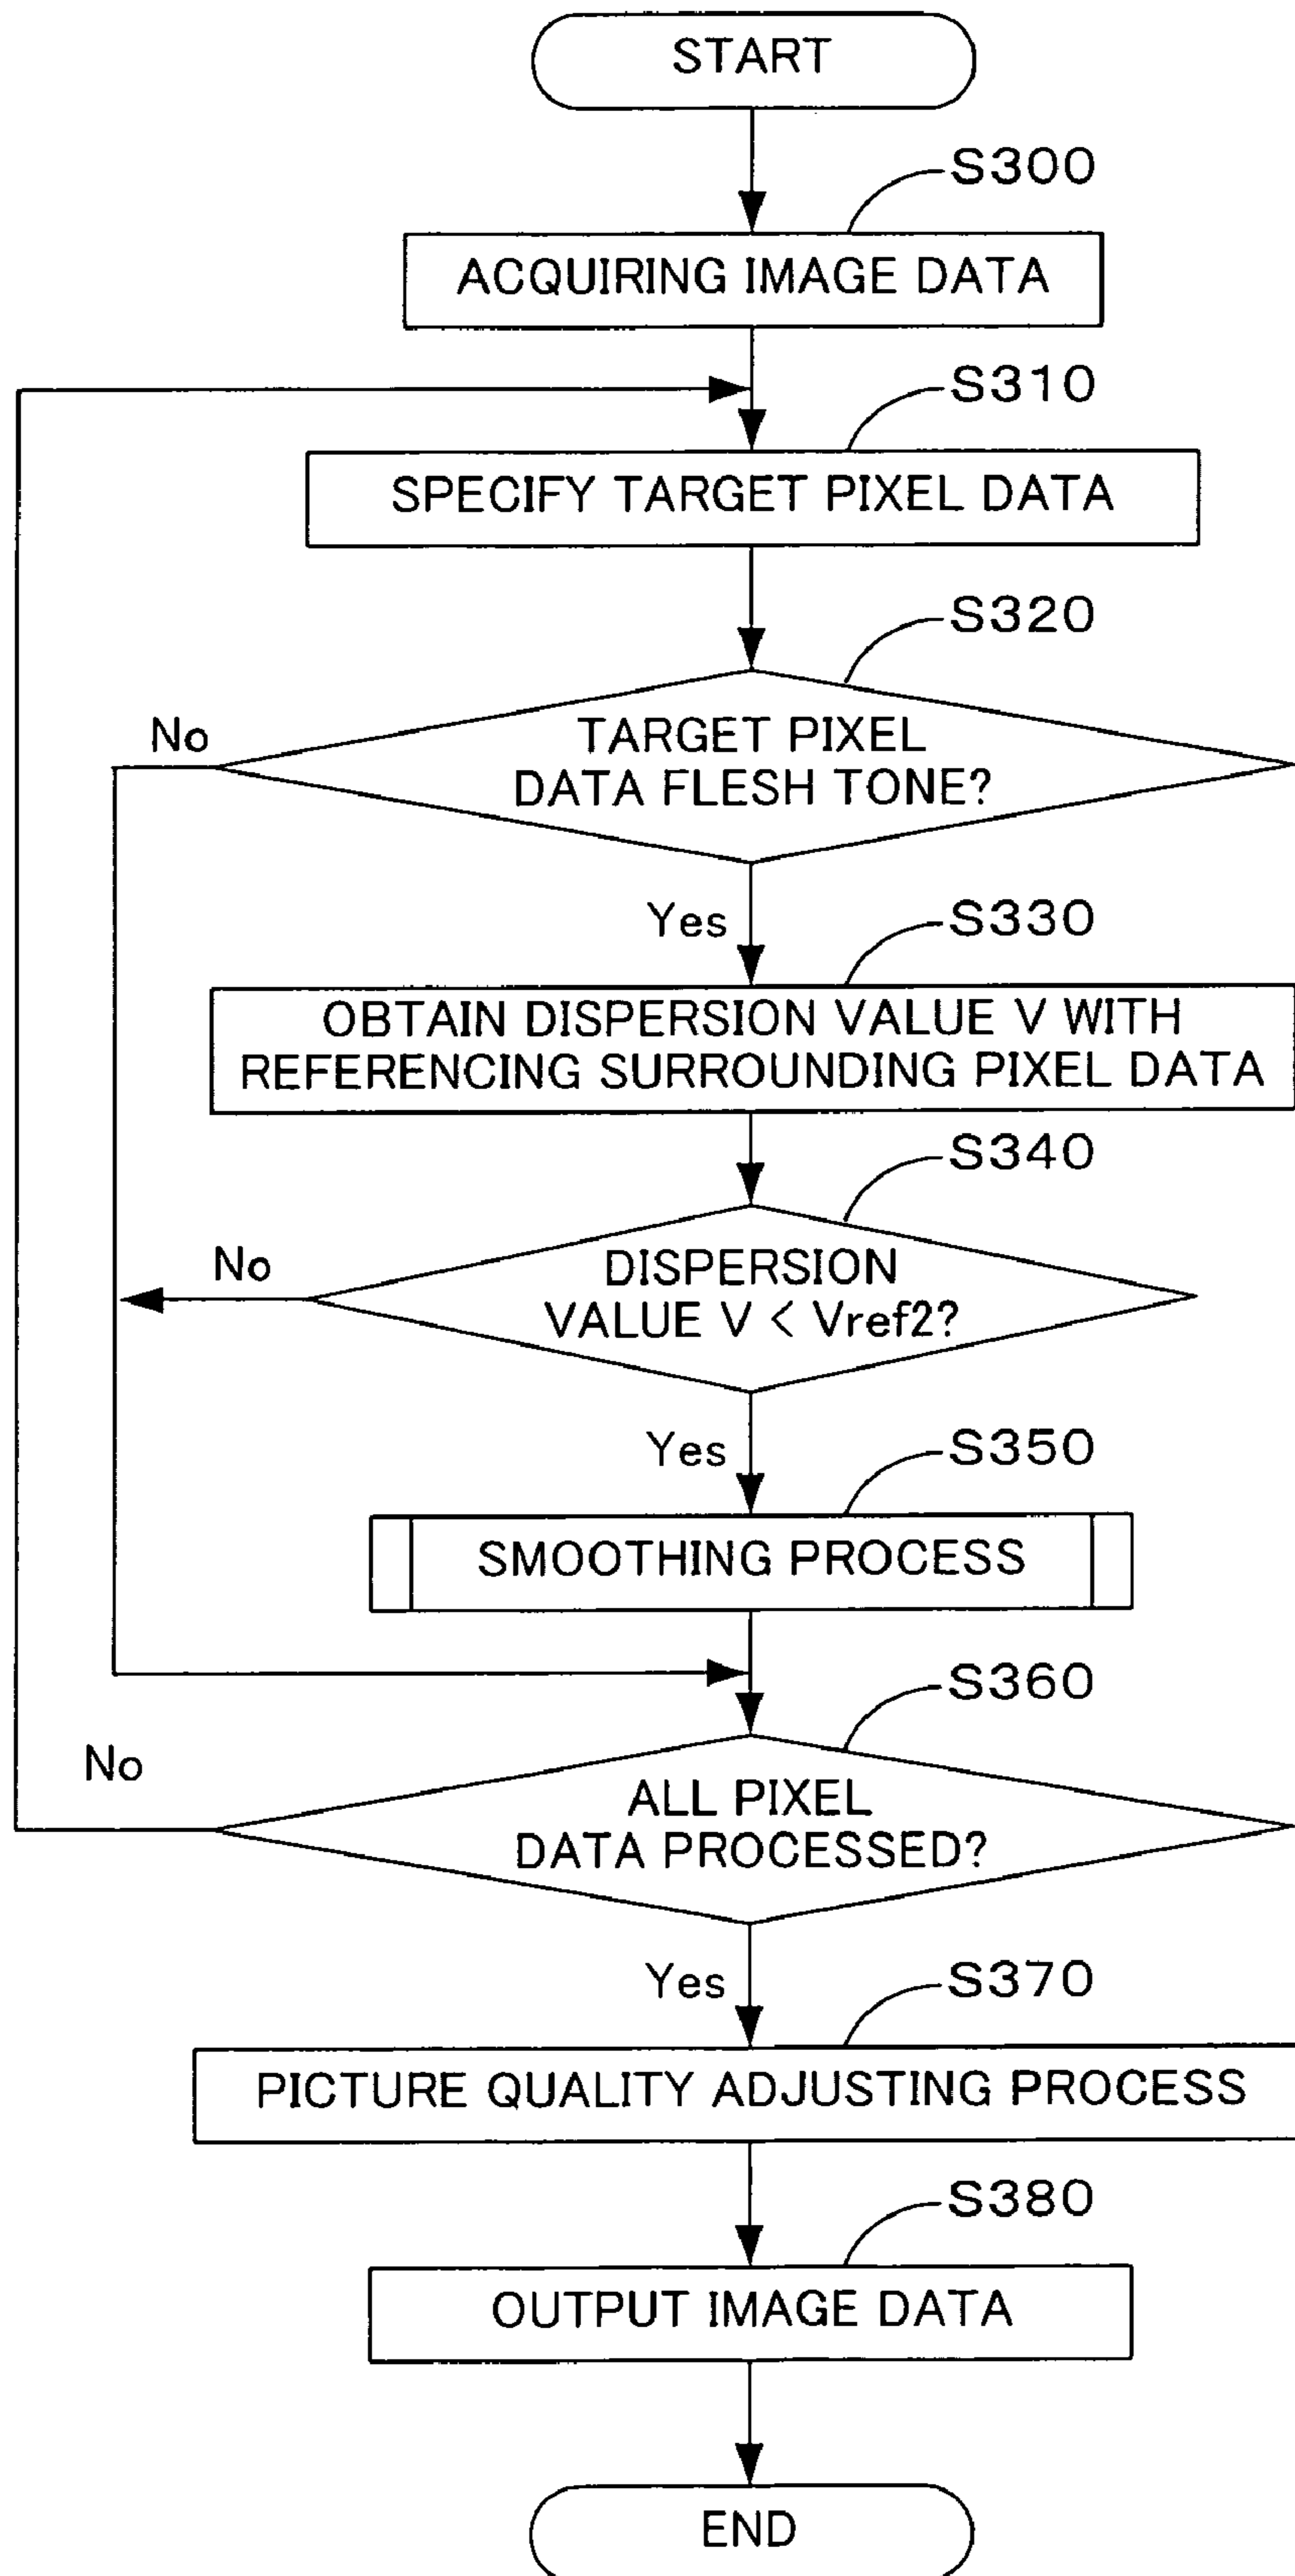 START
S300
ACQUIRING IMAGE DATA
S310
SPECIFY TARGET PIXEL DATA
S320
No
TARGET PIXEL
DATA FLESH TONE?
Yes
S330
OBTAIN DISPERSION VALUE V WITH
REFERENCING SURROUNDING PIXEL DATA
S340
No
DISPERSION
VALUE V < Vref2?
Yes
S350
SMOOTHING PROCESS
S360
No
ALL PIXEL
DATA PROCESSED?
Yes
S370
PICTURE QUALITY ADJUSTING PROCESS
S380
OUTPUT IMAGE DATA
END